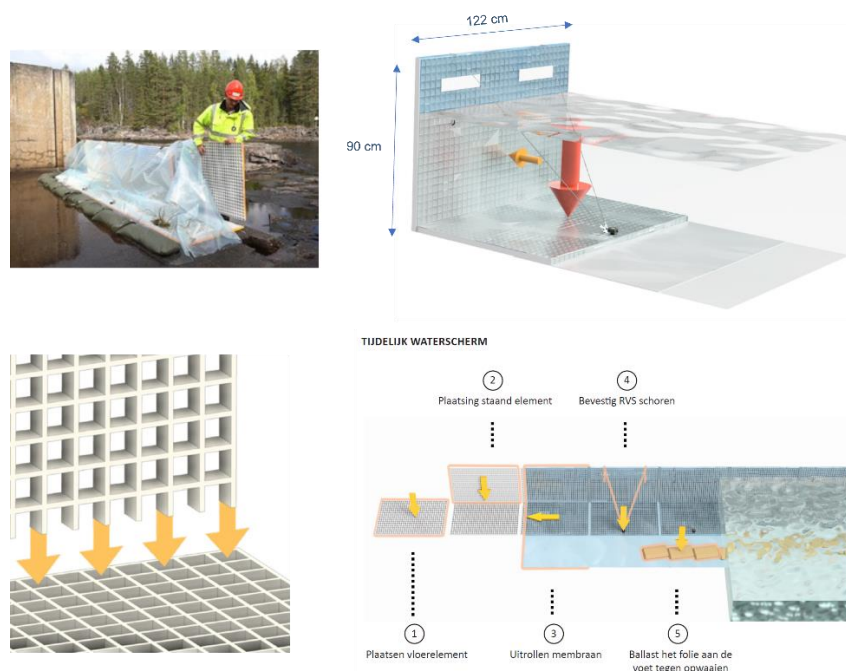 122 cm
90 cm
TIJDELIJK WATERSCHERM
2
Plaatsing staand element
4
Bevestig RVS schoren
1
Plaatsen vloerelement
3
Uitrollen membraan
5
Ballast het folie aan de
voet tegen opwaaien